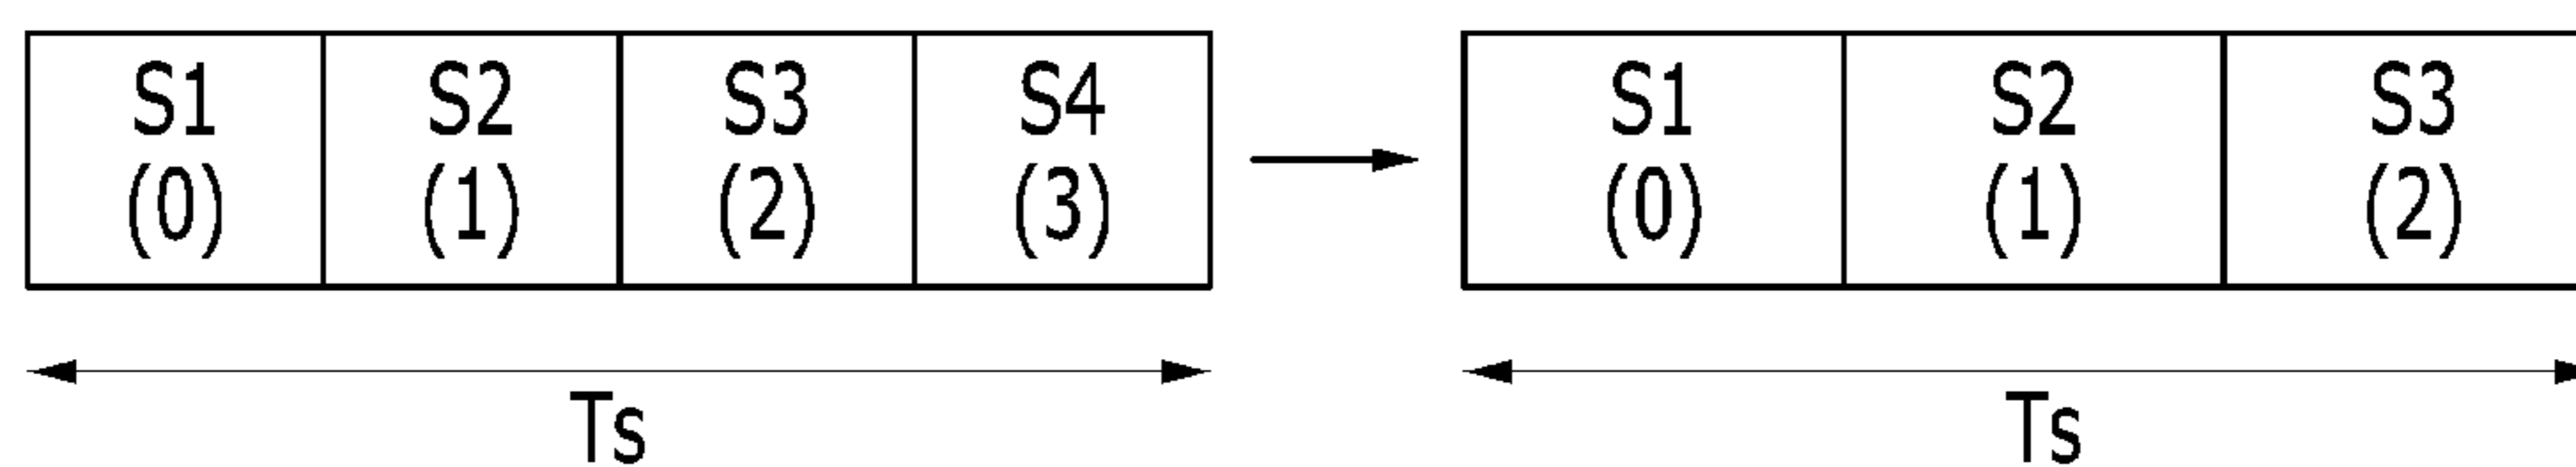 S1 S2 S3 S4 S1 S2 S3
(0) (1) (2) (3) (0) (1) (2)
Ts Ts